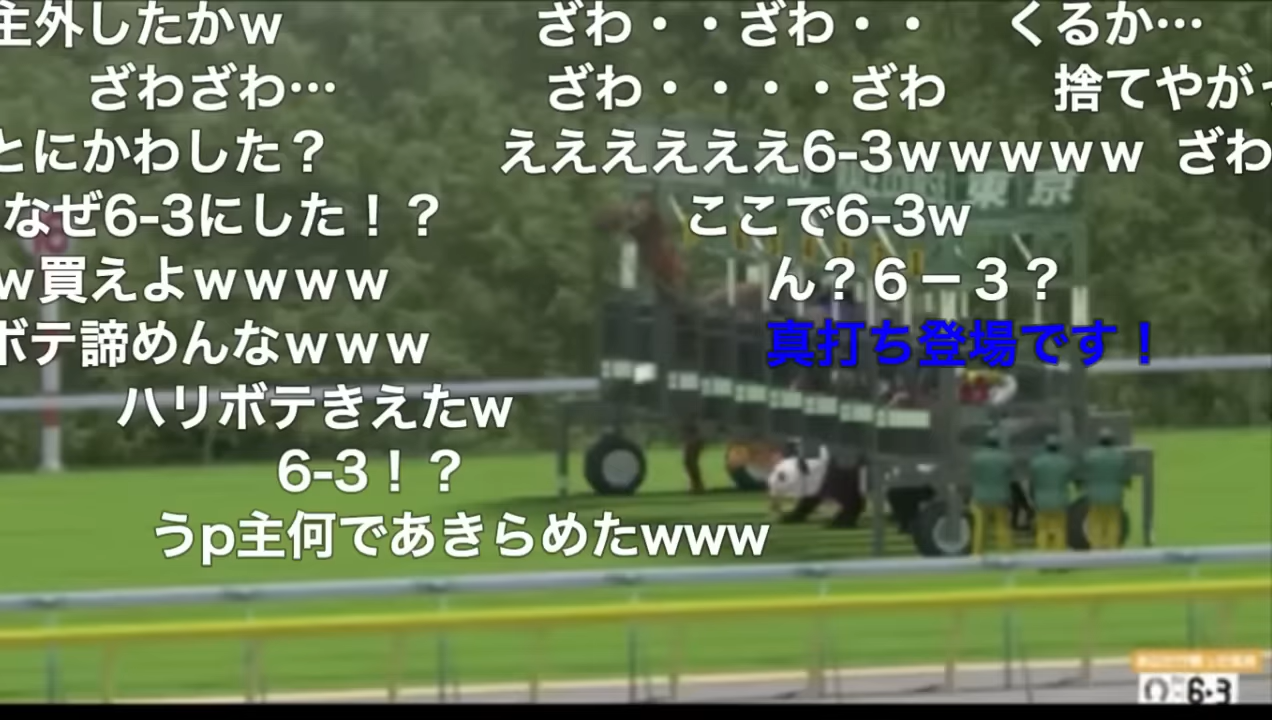 主外したかｗ
ざわ・・ざわ・・
くるか…
ざわざわ…
ざわ・・・・ざわ
捨てやがっ
とにかわした？
ええええええ6-3ｗｗｗｗｗ
ざわ
なぜ6-3にした！？
ここで6-3w
w買えよｗｗｗｗ
ん？６－３？
ボテ諦めんなｗｗｗ
真打ち登場です！
ハリボテきえたw
6-3！？
うp主何であきらめたwww
東京
6-3